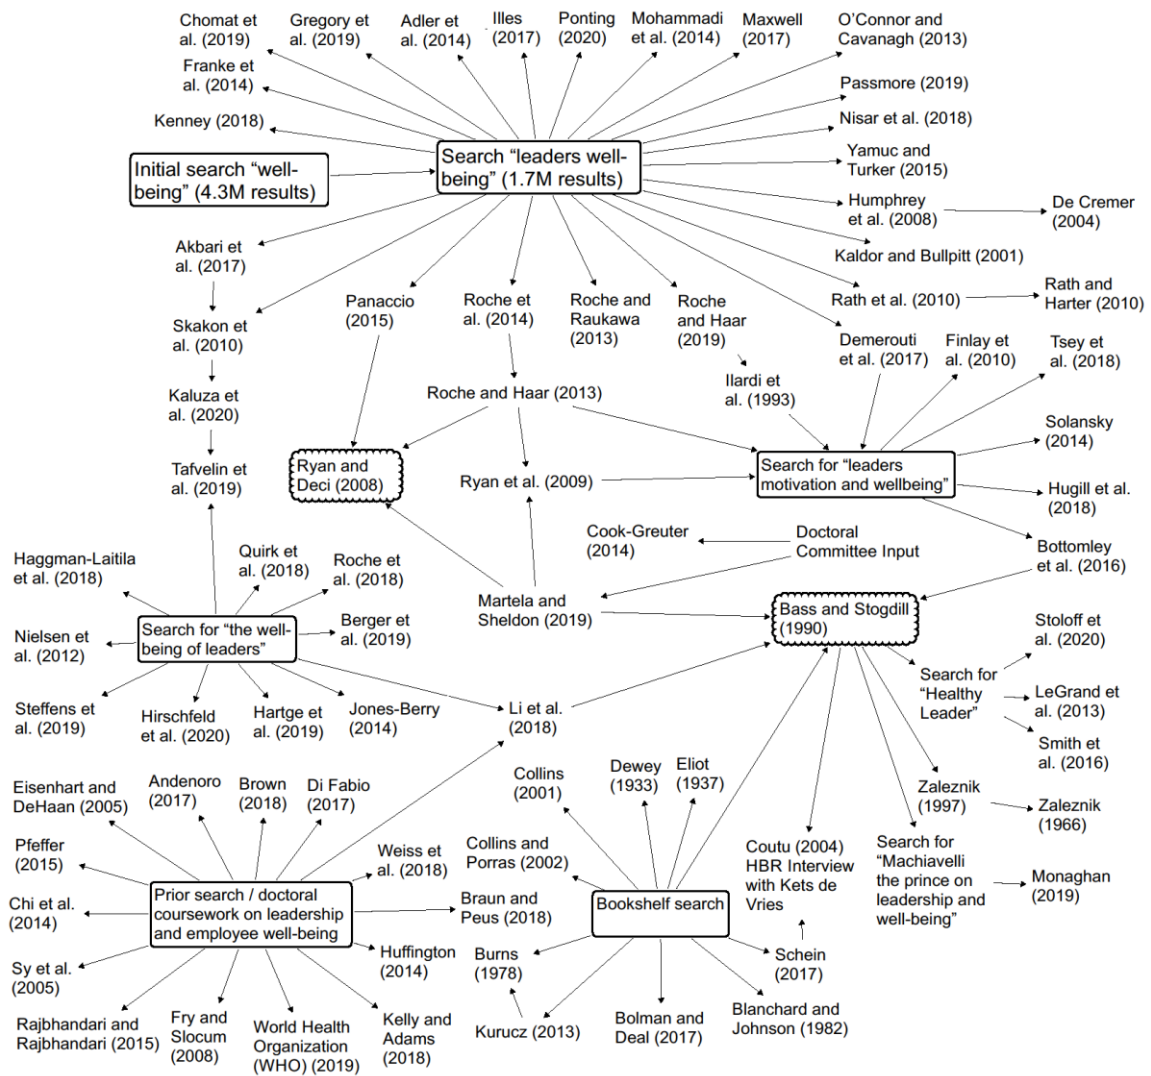 Chomat et
al. (2019)
Gregory et
al. (2019)
Adler et
al. (2014)
Illes
(2017)
Ponting
(2020)
Mohammadi
et al. (2014)
Maxwell
(2017)
O'Connor and
Cavanagh (2013)
Franke et
al. (2014)
Passmore (2019)
Kenney (2018)
Nisar et al. (2018)
Initial search “well-
being” (4.3M results)
Search “leaders well-
being” (1.7M results)
Yamuc and
Turker (2015)
Humphrey
et al. (2008)
De Cremer
(2004)
Akbari et
al. (2017)
Kaldor and Bullpitt (2001)
Panaccio
(2015)
Roche et
al. (2014)
Roche and
Raukawa
(2013)
Roche
and Haar
(2019)
Rath et al. (2010)
Rath and
Harter (2010)
Skakon et
al. (2010)
Demerouti
et al. (2017)
Finlay et
al. (2010)
Tsey et
al. (2018)
Kaluza et
al. (2020)
Roche and Haar (2013)
Ilardi et
al. (1993)
Solansky
(2014)
Tafvelin et
al. (2019)
Ryan and
Deci (2008)
Ryan et al. (2009)
Search for “leaders
motivation and wellbeing”
Hugill et al.
(2018)
Cook-Greuter
(2014)
Doctoral
Committee Input
Bottomley
et al. (2016)
Haggman-Laitila
et al. (2018)
Quirk et
al. (2018)
Roche et
al. (2018)
Martela and
Sheldon (2019)
Bass and Stogdill
(1990)
Nielsen et
al. (2012)
Search for “the well-
being of leaders”
Berger et
al. (2019)
Stoloff et
al. (2020)
Search for
“Healthy
Leader”
LeGrand et
al. (2013)
Steffens et
al. (2019)
Hirschfeld
et al. (2020)
Hartge et
al. (2019)
Jones-Berry
(2014)
Li et al.
(2018)
Smith et
al. (2016)
Eisenhart and
DeHaan (2005)
Andenoro
(2017)
Brown
(2018)
Di Fabio
(2017)
Collins
(2001)
Dewey
(1933)
Eliot
(1937)
Zaleznik
(1997)
Zaleznik
(1966)
Pfeffer
(2015)
Weiss et
al. (2018)
Collins and
Porras (2002)
Coutu (2004)
HBR Interview
with Kets de
Vries
Search for
“Machiavelli
the prince on
leadership and
well-being”
Monaghan
(2019)
Chi et al.
(2014)
Prior search / doctoral
coursework on leadership
and employee well-being
Braun and
Peus (2018)
Bookshelf search
Sy et al.
(2005)
Huffington
(2014)
Burns
(1978)
Schein
(2017)
Rajbhandari and
Rajbhandari (2015)
Fry and
Slocum
(2008)
World Health
Organization
(WHO) (2019)
Kelly and
Adams
(2018)
Kurucz (2013)
Bolman and
Deal (2017)
Blanchard and
Johnson (1982)